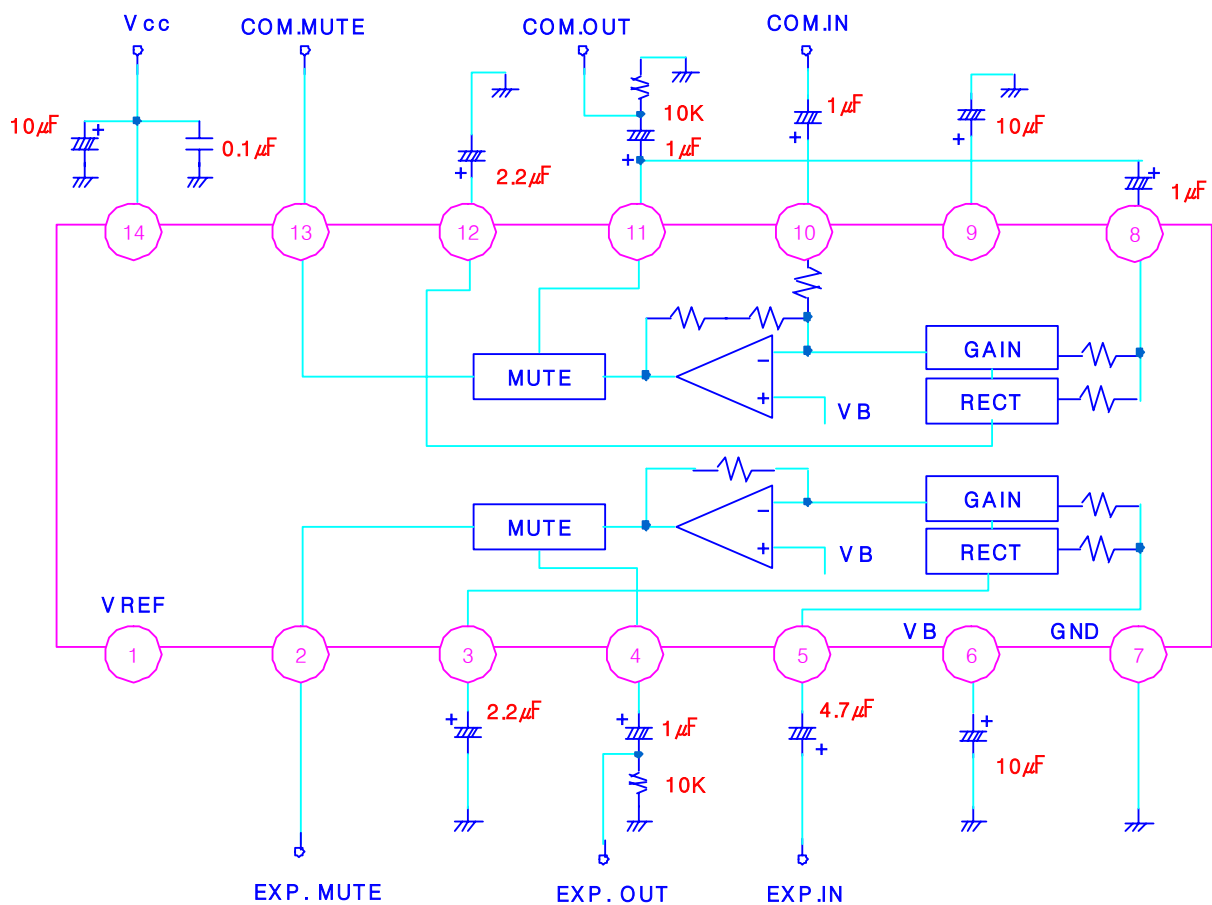 Vcc
COM.MUTE
COM.OUT
COM.IN
10µF
+
0.1µF
+
2.2µF
10K
1µF
+
1µF
+
10µF
+
+
1µF
14
13
12
11
10
9
8
MUTE
−
+
VB
GAIN
RECT
MUTE
−
+
VB
GAIN
RECT
VREF
VB
GND
1
2
3
4
5
6
7
+
2.2µF
+
1µF
10K
4.7µF
+
+
10µF
EXP. MUTE
EXP. OUT
EXP.IN